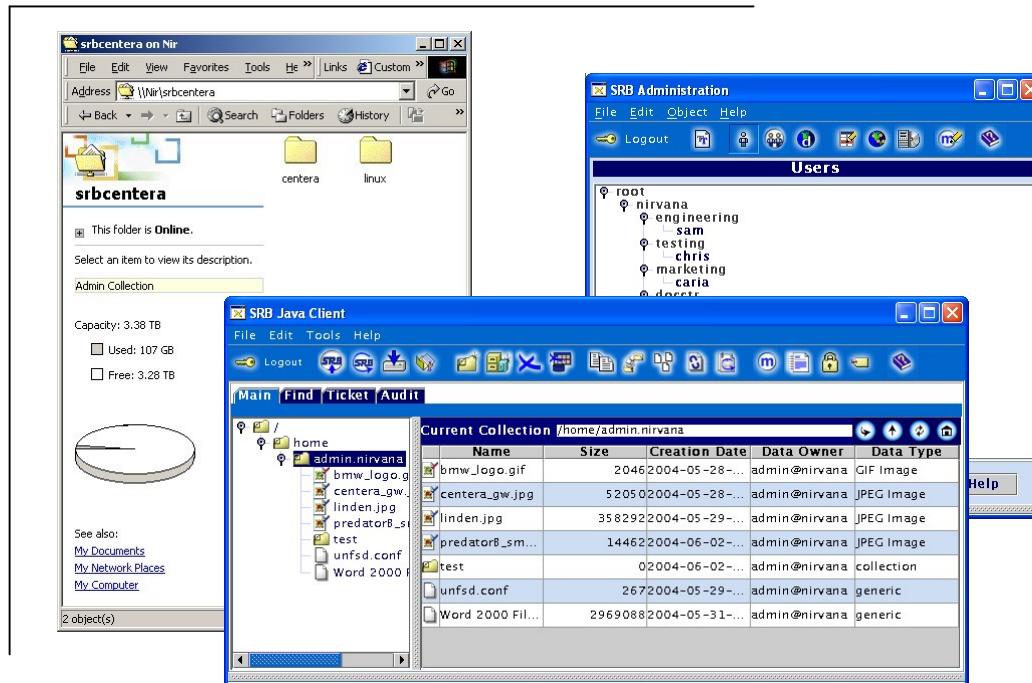 srbcentera on Nir
File Edit View Favorites Tools He » Links Custom »
Address \\Nir\srbcentera Go
Back Search Folders History »
srbcentera
This folder is Online.
Select an item to view its description.
Admin Collection
Capacity: 3.38 TB
Used: 107 GB
Free: 3.28 TB
See also:
My Documents
My Network Places
My Computer
2 object(s)
centera linux
SRB Administration
File Edit Object Help
Logout
Users
root
nirvana
engineering
sam
testing
chris
marketing
caria
docctr
Help
SRB Java Client
File Edit Tools Help
Logout SRB SRB
Main Find Ticket Audit
/
home
admin.nirvana
bmw_logo.g
centera_gw.
linden.jpg
predatorB_sm
test
unfsd.conf
Word 2000 F
Current Collection /home/admin.nirvana
Name Size Creation Date Data Owner Data Type
bmw_logo.gif 2046 2004-05-28-... admin@nirvana GIF Image
centera_gw.jpg 52050 2004-05-28-... admin@nirvana JPEG Image
linden.jpg 358292 2004-05-29-... admin@nirvana JPEG Image
predatorB_sm... 14462 2004-06-02-... admin@nirvana JPEG Image
test 0 2004-06-02-... admin@nirvana collection
unfsd.conf 267 2004-05-29-... admin@nirvana generic
Word 2000 Fil... 2969088 2004-05-31-... admin@nirvana generic